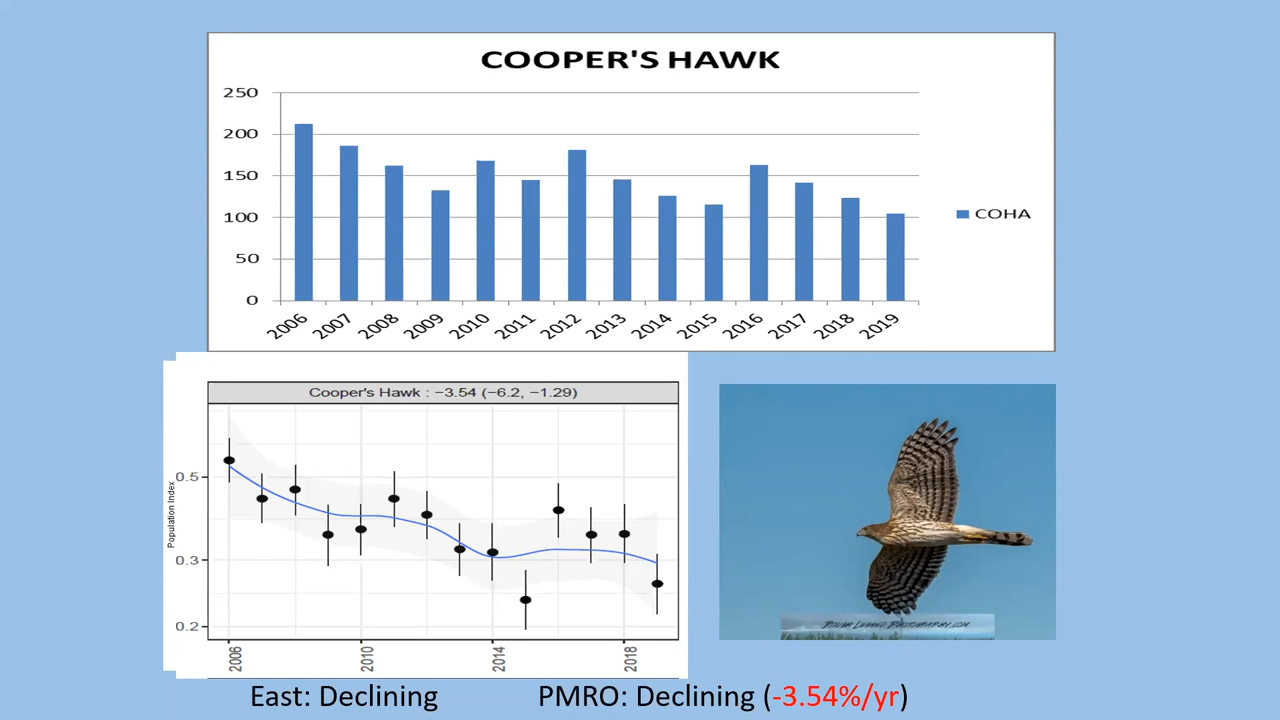 COOPER'S HAWK
250
200
150
100
50
0
COHA
2006 2007 2008 2009 2010 2011 2012 2013 2014 2015 2016 2017 2018 2019
Cooper's Hawk : −3.54 (−6.2, −1.29)
Population Index
0.5
0.3
0.2
2006 2010 2014 2018
East: Declining
PMRO: Declining (-3.54%/yr)